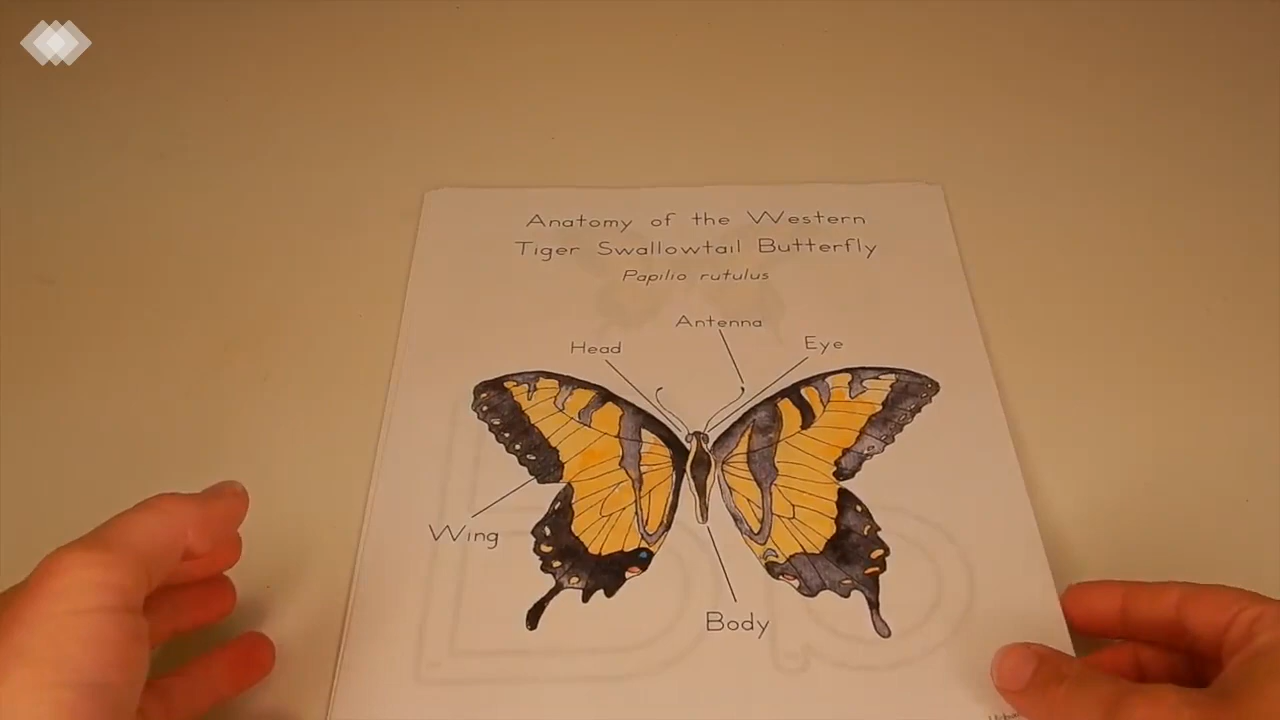 Anatomy of the Western
Tiger Swallowtail Butterfly
Papilio rutulus
Antenna
Head
Eye
Wing
Body